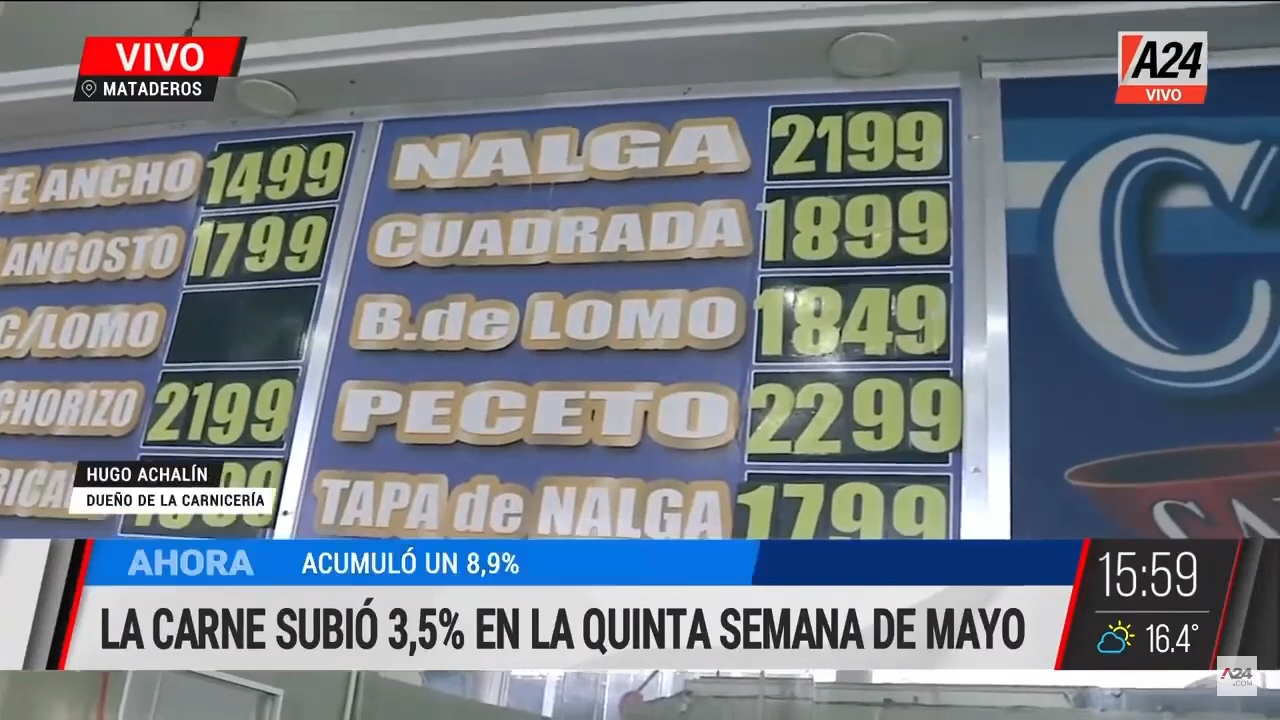 VIVO
MATADEROS
A24
VIVO
ANCHO 1499
ANGOSTO 1799
C/LOMO
CHORIZO 2199
NALGA 2199
CUADRADA 1899
B.de LOMO 1849
PECETO 2299
TAPA de NALGA 1799
C
HUGO ACHALÍN
DUEÑO DE LA CARNICERÍA
AHORA ACUMULÓ UN 8,9%
LA CARNE SUBIÓ 3,5% EN LA QUINTA SEMANA DE MAYO
15:59
16.4°
A24
.COM